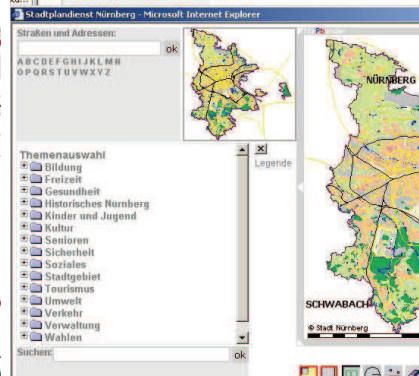 Stadtplandienst Nürnberg - Microsoft Internet Explorer
Straßen und Adressen:
ok
A B C D E F G H I J K L M N
O P Q R S T U V W X Y Z
NÜRNBERG
Legende
Themenauswahl
Bildung
Freizeit
Gesundheit
Historisches Nürnberg
Kinder und Jugend
Kultur
Senioren
Sicherheit
Soziales
Stadtgebiet
Tourismus
Umwelt
Verkehr
Verwaltung
Wahlen
SCHWABACH
© Stadt Nürnberg
Suchen:
ok